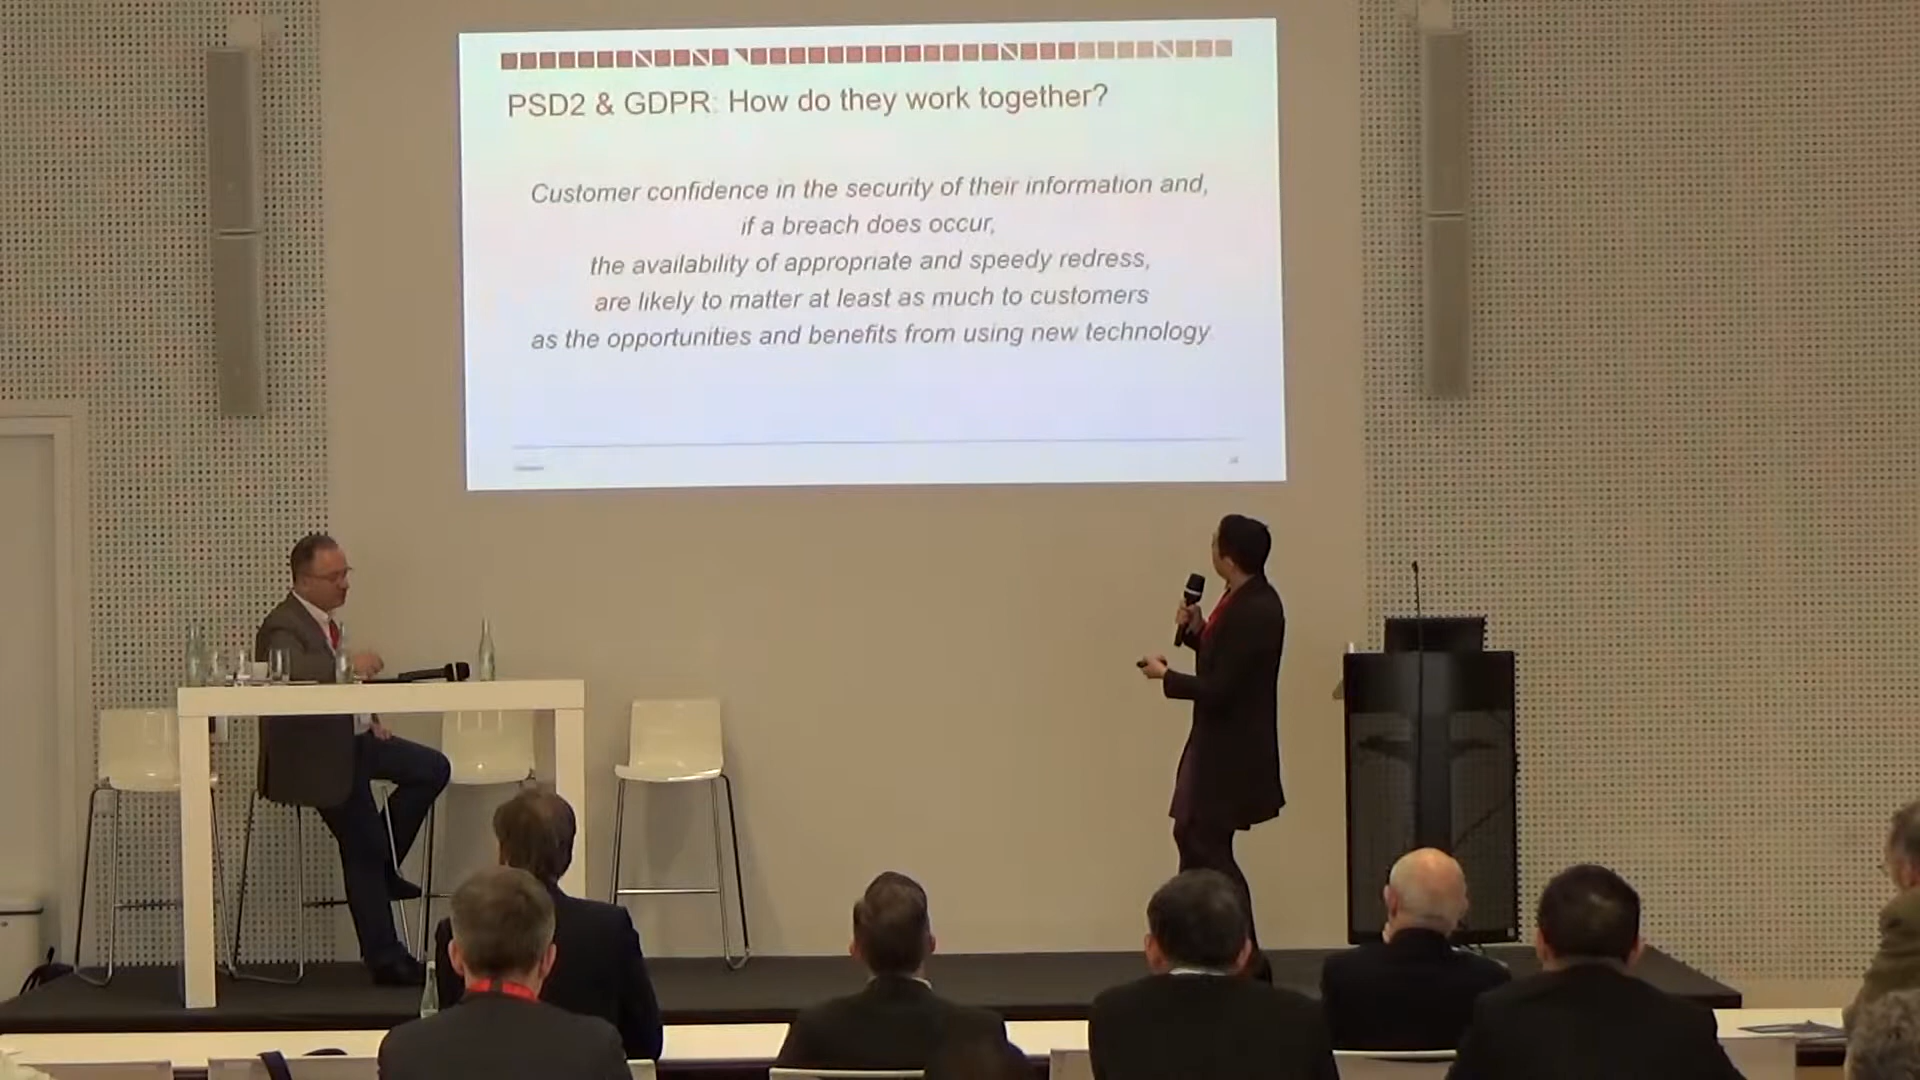 PSD2 & GDPR: How do they work together?
Customer confidence in the security of their information and,
if a breach does occur,
the availability of appropriate and speedy redress,
are likely to matter at least as much to customers
as the opportunities and benefits from using new technology